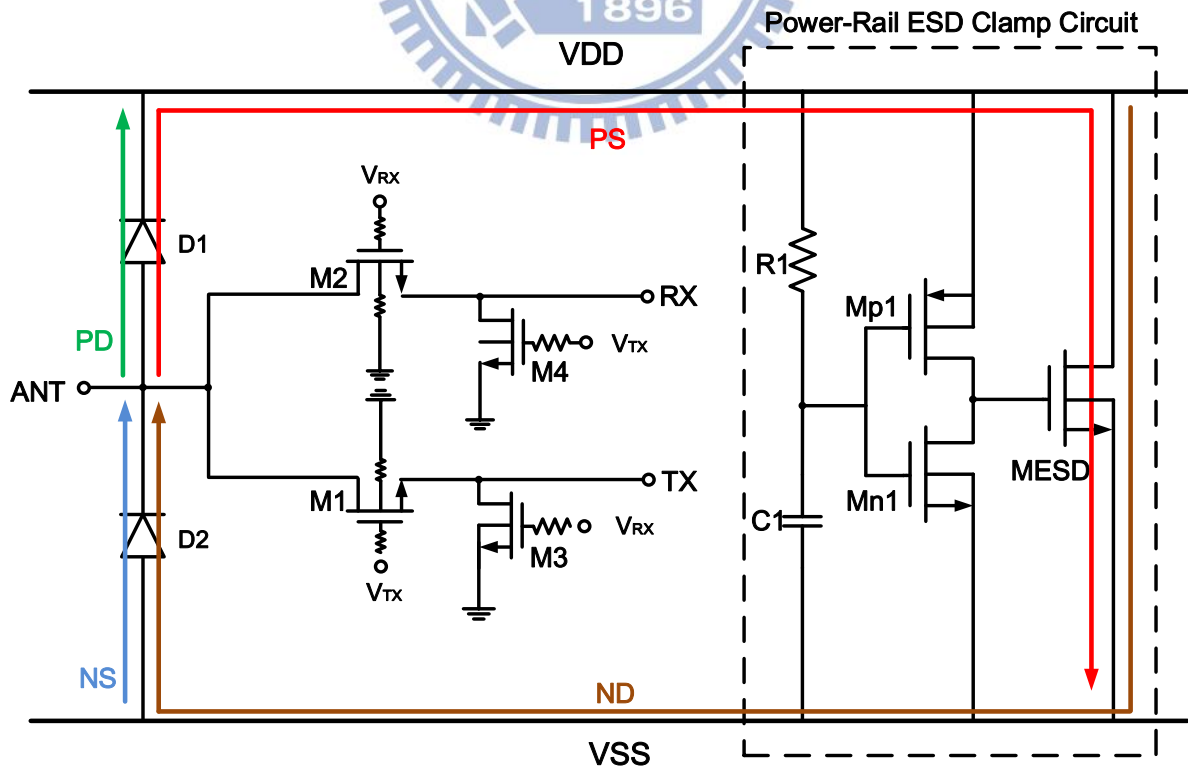 1896
Power-Rail ESD Clamp Circuit
VDD
PS
VRX
D1
M2
R1
RX
Mp1
PD
VTX
M4
ANT
TX
MESD
M1
Mn1
C1
VRX
D2
M3
VTX
NS
ND
VSS